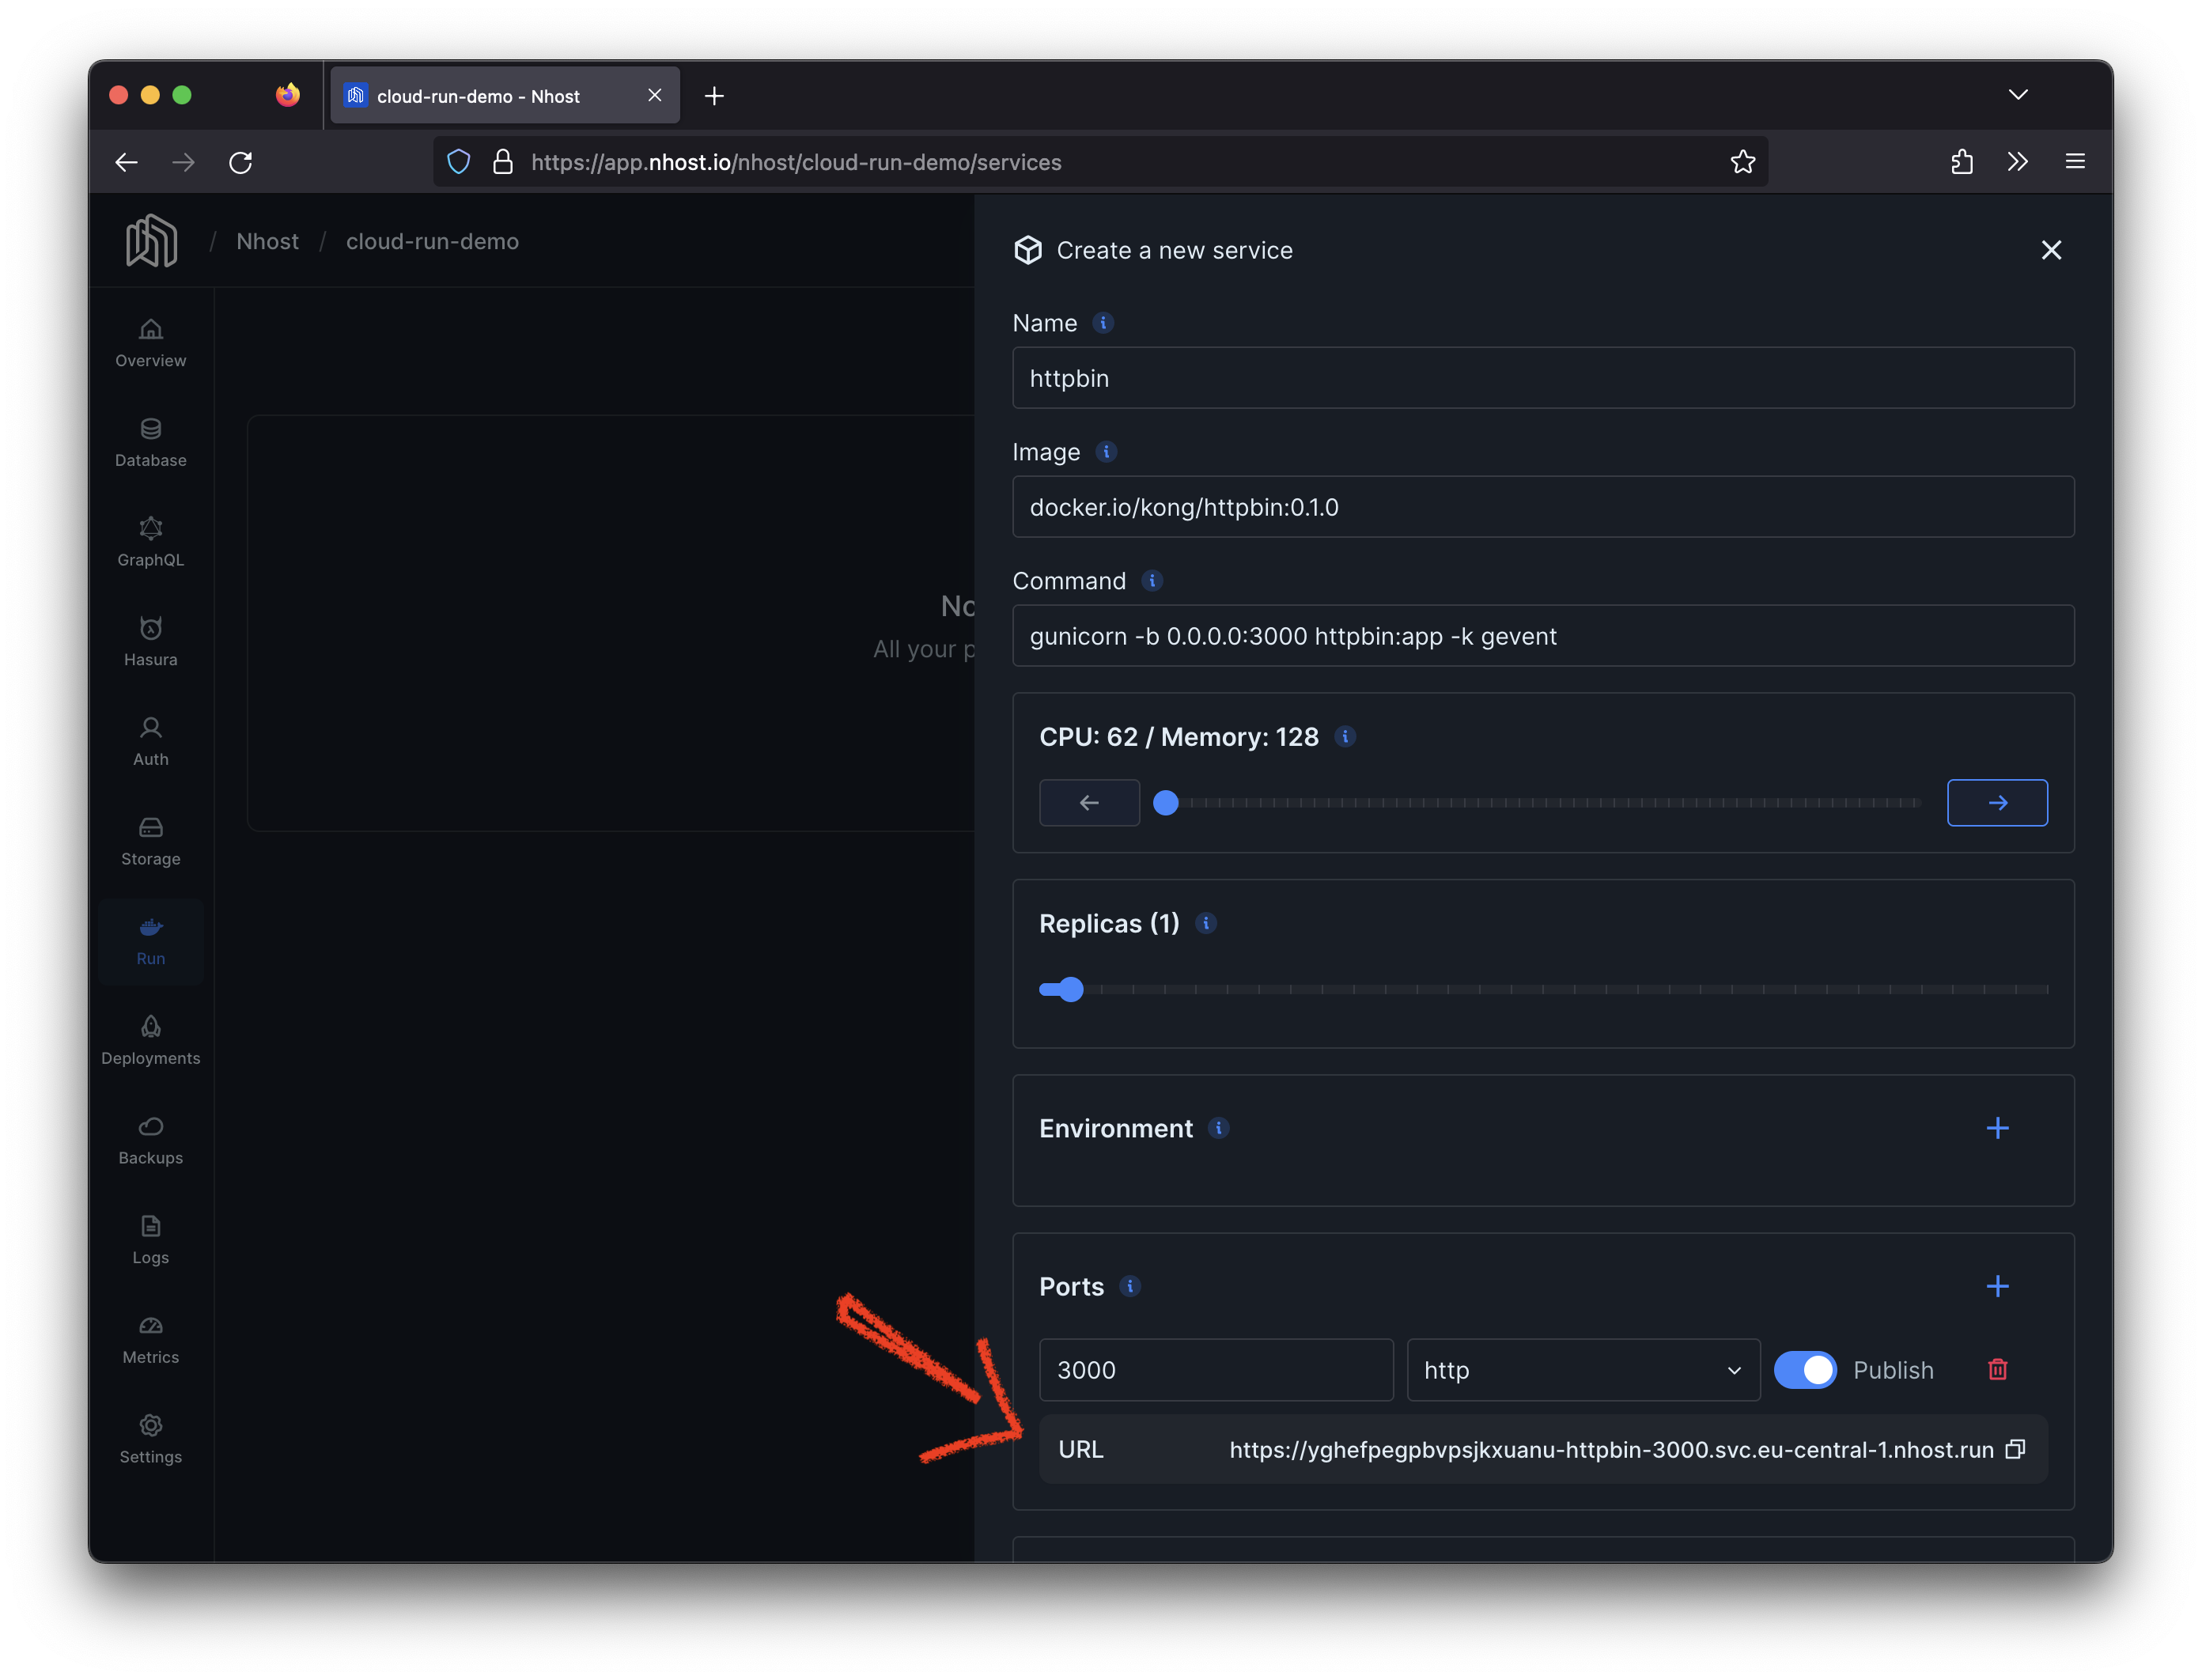 cloud-run-demo - Nhost
https://app.nhost.io/nhost/cloud-run-demo/services
/ Nhost / cloud-run-demo
Overview
Database
GraphQL
Hasura
Auth
Storage
Run
Deployments
Backups
Logs
Metrics
Settings
No
All your p
Create a new service
Name
httpbin
Image
docker.io/kong/httpbin:0.1.0
Command
gunicorn -b 0.0.0.0:3000 httpbin:app -k gevent
CPU: 62 / Memory: 128
Replicas (1)
Environment
Ports
3000 http Publish
URL https://yghefpegpbvpsjkxuanu-httpbin-3000.svc.eu-central-1.nhost.run